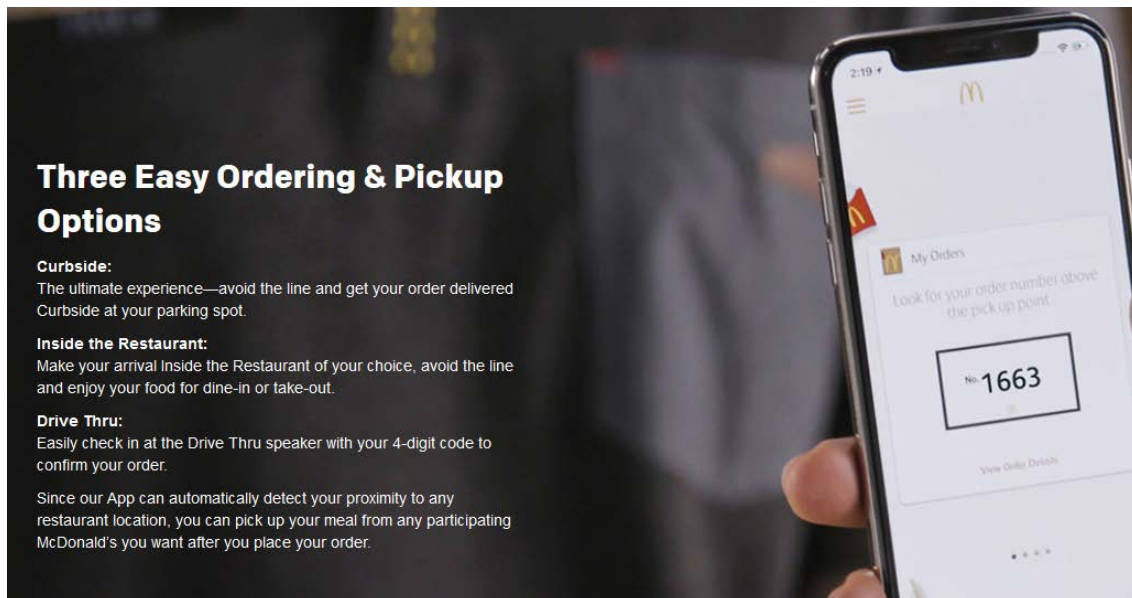 Three Easy Ordering & Pickup
Options
Curbside:
The ultimate experience—avoid the line and get your order delivered
Curbside at your parking spot.
Inside the Restaurant:
Make your arrival Inside the Restaurant of your choice, avoid the line
and enjoy your food for dine-in or take-out.
Drive Thru:
Easily check in at the Drive Thru speaker with your 4-digit code to
confirm your order.
Since our App can automatically detect your proximity to any
restaurant location, you can pick up your meal from any participating
McDonald's you want after you place your order.
2:19
My Orders
Look for your order number above
the pick up point
No. 1663
View Order Details